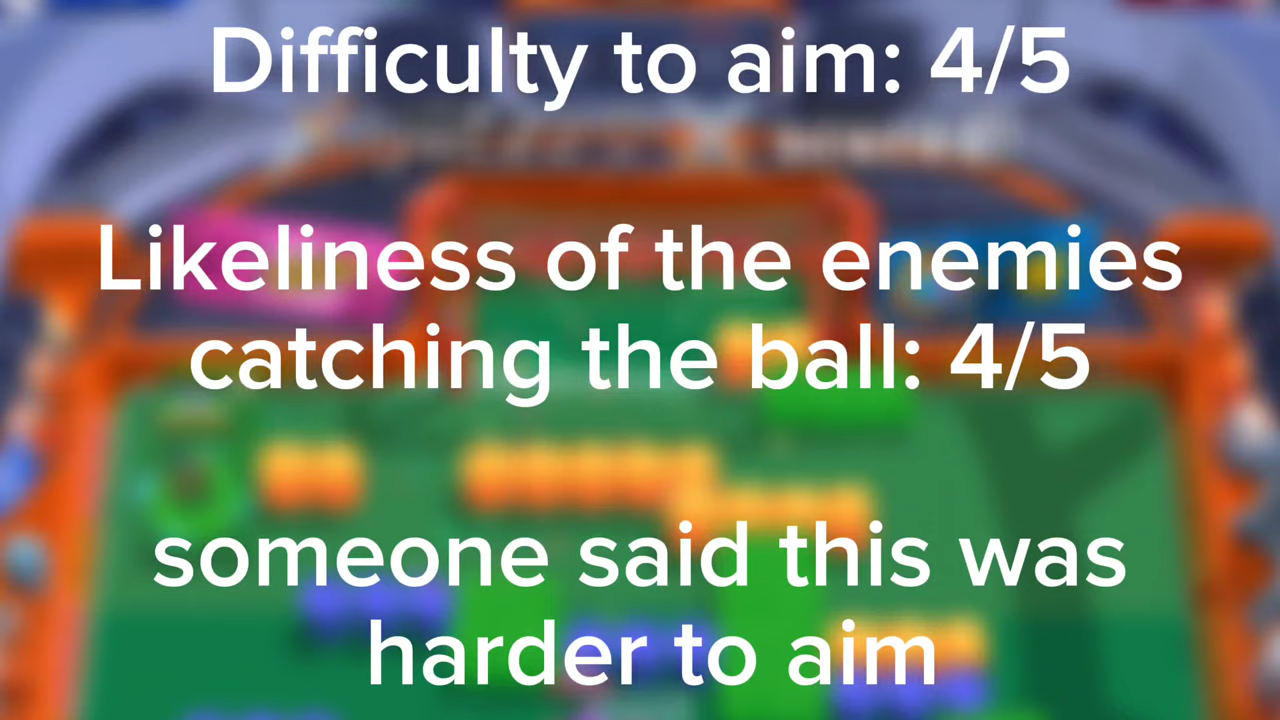 Difficulty to aim: 4/5
Likeliness of the enemies
catching the ball: 4/5
someone said this was
harder to aim